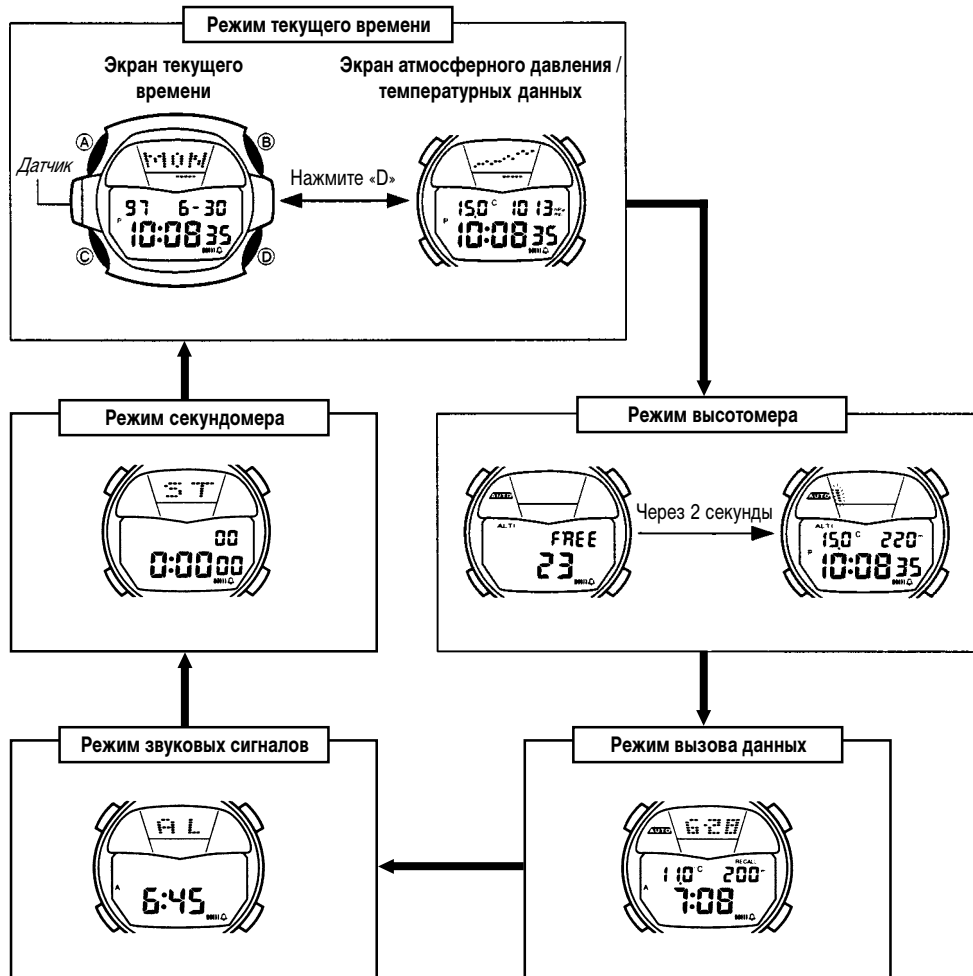 Режим текущего времени
Экран текущего
времени
Экран атмосферного давления /
температурных данных
A
B
Датчик
MON
97 6-30
P
10:08 35
C
D
Нажмите «D»
15.0 °C 1013
P
10:08 35
Режим секундомера
ST
00
0:00 00
Режим высотомера
AUTO
ALTI
FREE
23
Через 2 секунды
AUTO
ALTI
15.0 °C 220 m
P
10:08 35
Режим звуковых сигналов
AL
A
6:45
Режим вызова данных
AUTO 6-28
RECALL
11.0 °C 200 m
A
7:08